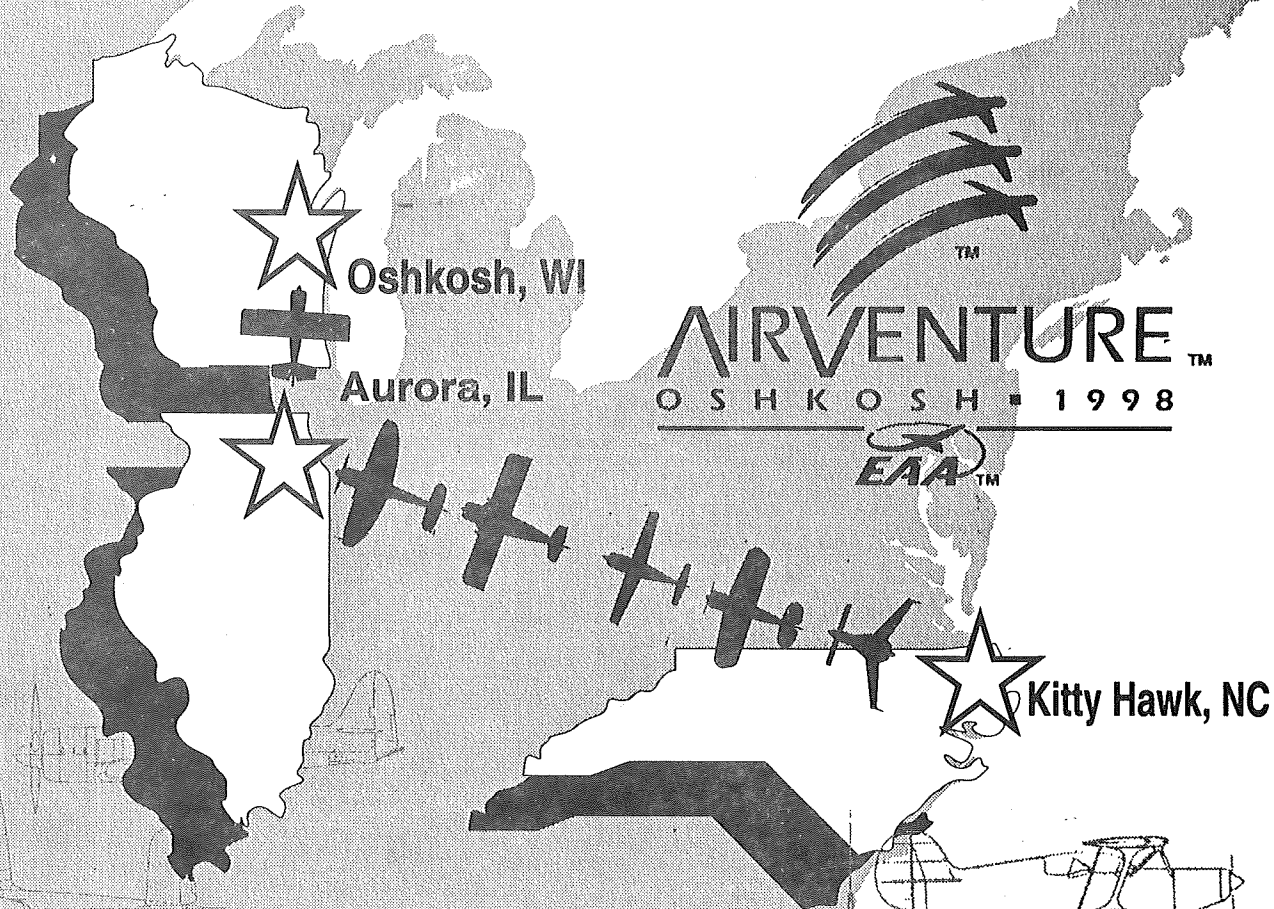 Oshkosh, WI
Aurora, IL
TM
AIRVENTURE TM
OSHKOSH ▪ 1998
EAA TM
Kitty Hawk, NC